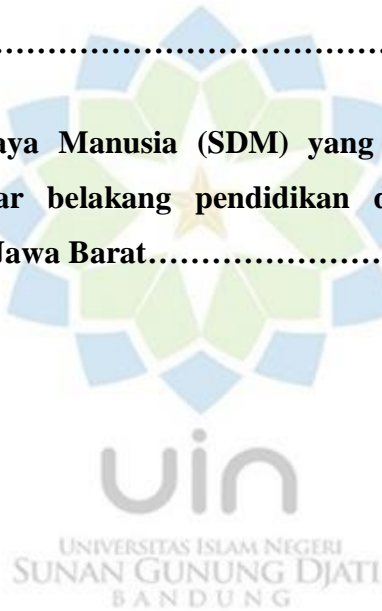 ……………………………………
aya Manusia (SDM) yang
ar belakang pendidikan d
Jawa Barat…………………
uin
UNIVERSITAS ISLAM NEGERI
SUNAN GUNUNG DJATI
BANDUNG